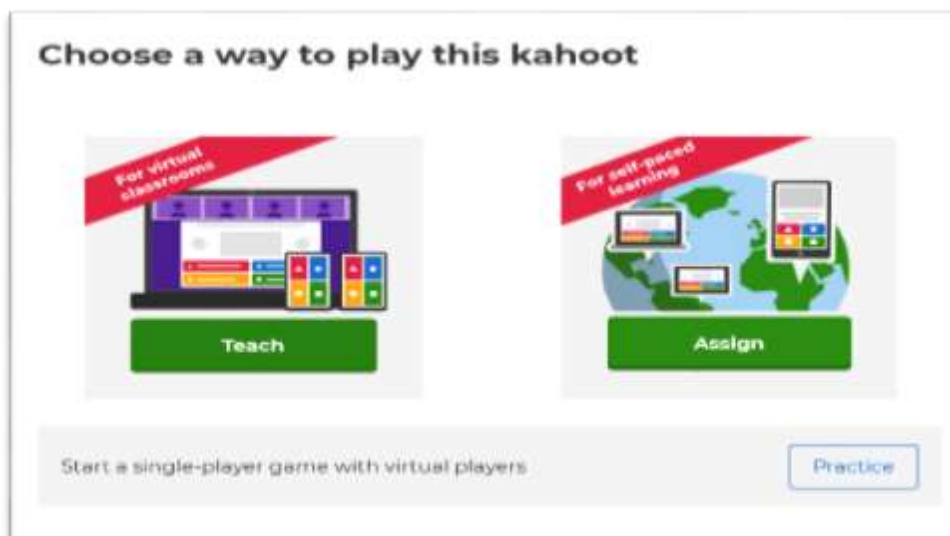 Choose a way to play this kahoot
For virtual
classrooms
Teach
For self-paced
learning
Assign
Start a single-player game with virtual players
Practice